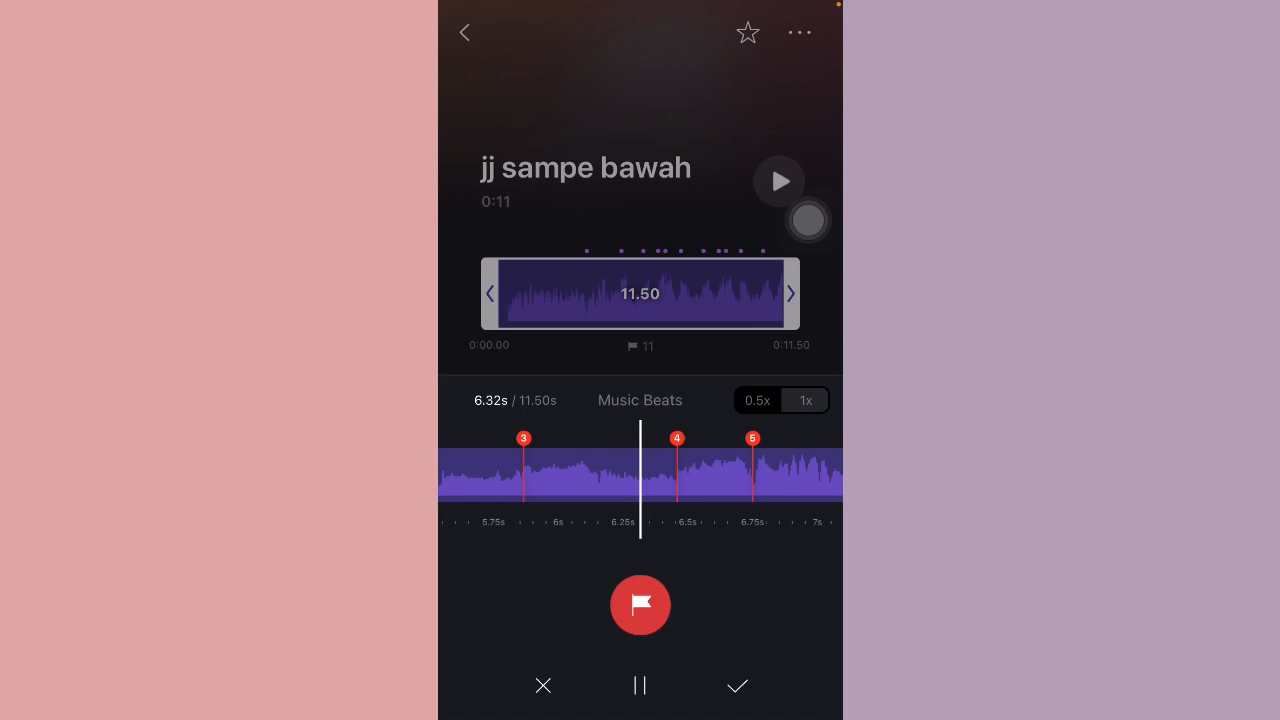 jj sampe bawah
0:11
11.50
0:00.00 11 0:11.50
6.32s / 11.50s Music Beats 0.5x 1x
3 4 5
5.75s 6s 6.25s 6.5s 6.75s 7s